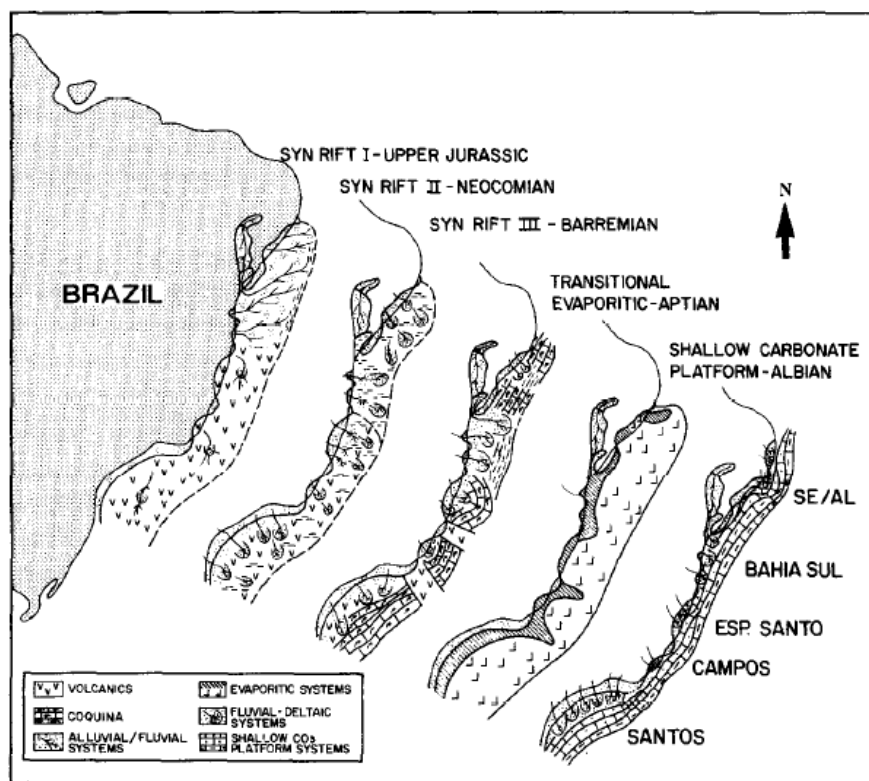 SYN RIFT I-UPPER JURASSIC
SYN RIFT II-NEOCOMIAN
SYN RIFT III - BARREMIAN
N
TRANSITIONAL
EVAPORITIC-APTIAN
BRAZIL
SHALLOW CARBONATE
PLATFORM-ALBIAN
SE/AL
BAHIA SUL
ESP. SANTO
CAMPOS
SANTOS
VOLCANICS
COQUINA
ALLUVIAL/FLUVIAL
SYSTEMS
EVAPORITIC SYSTEMS
FLUVIAL-DELTAIC
SYSTEMS
SHALLOW CO3
PLATFORM SYSTEMS